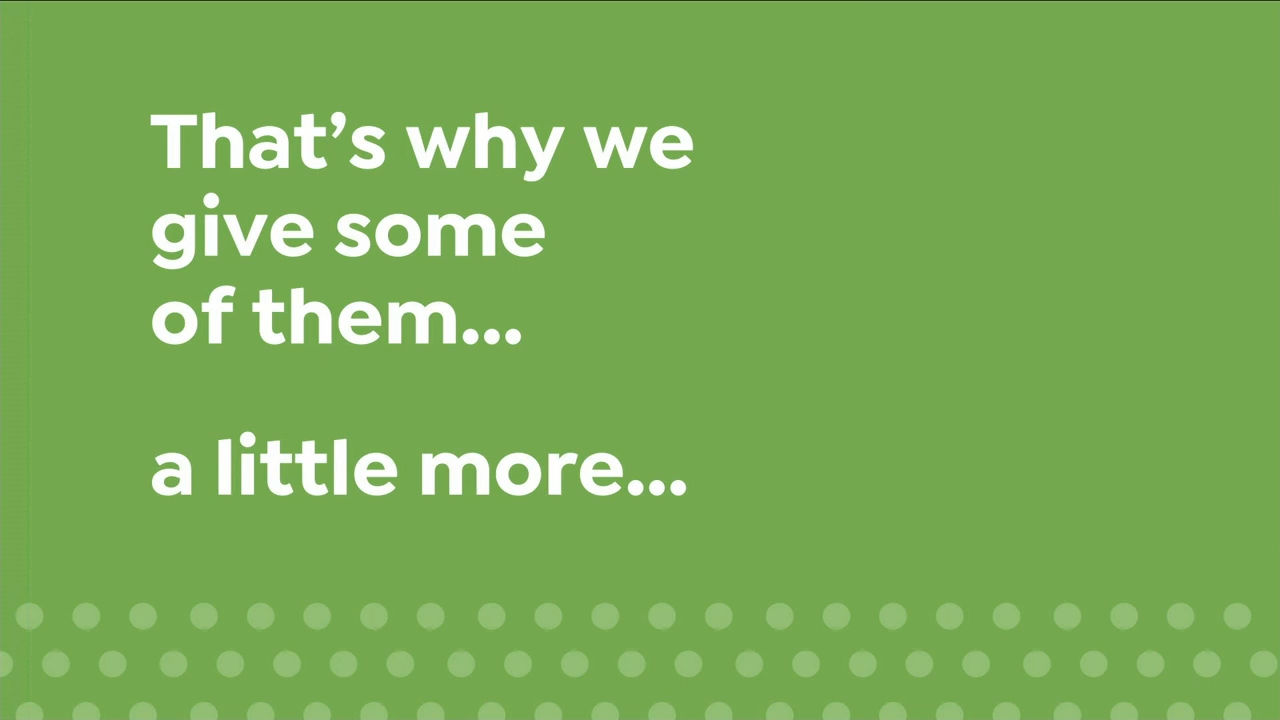 That’s why we
give some
of them...
a little more...